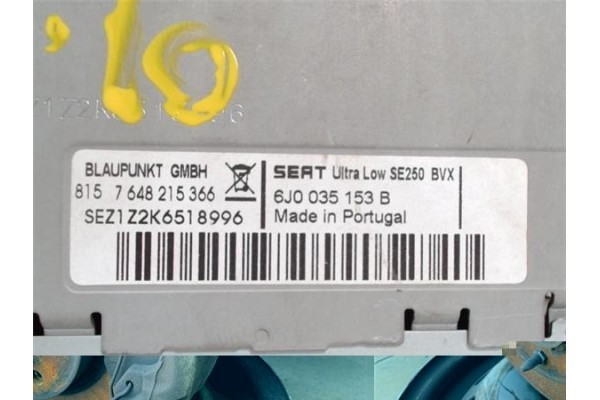 10
BLAUPUNKT GMBH
815 7 648 215 366
SEZ1Z2K6518996
SEAT Ultra Low SE250 BVX
6J0 035 153 B
Made in Portugal